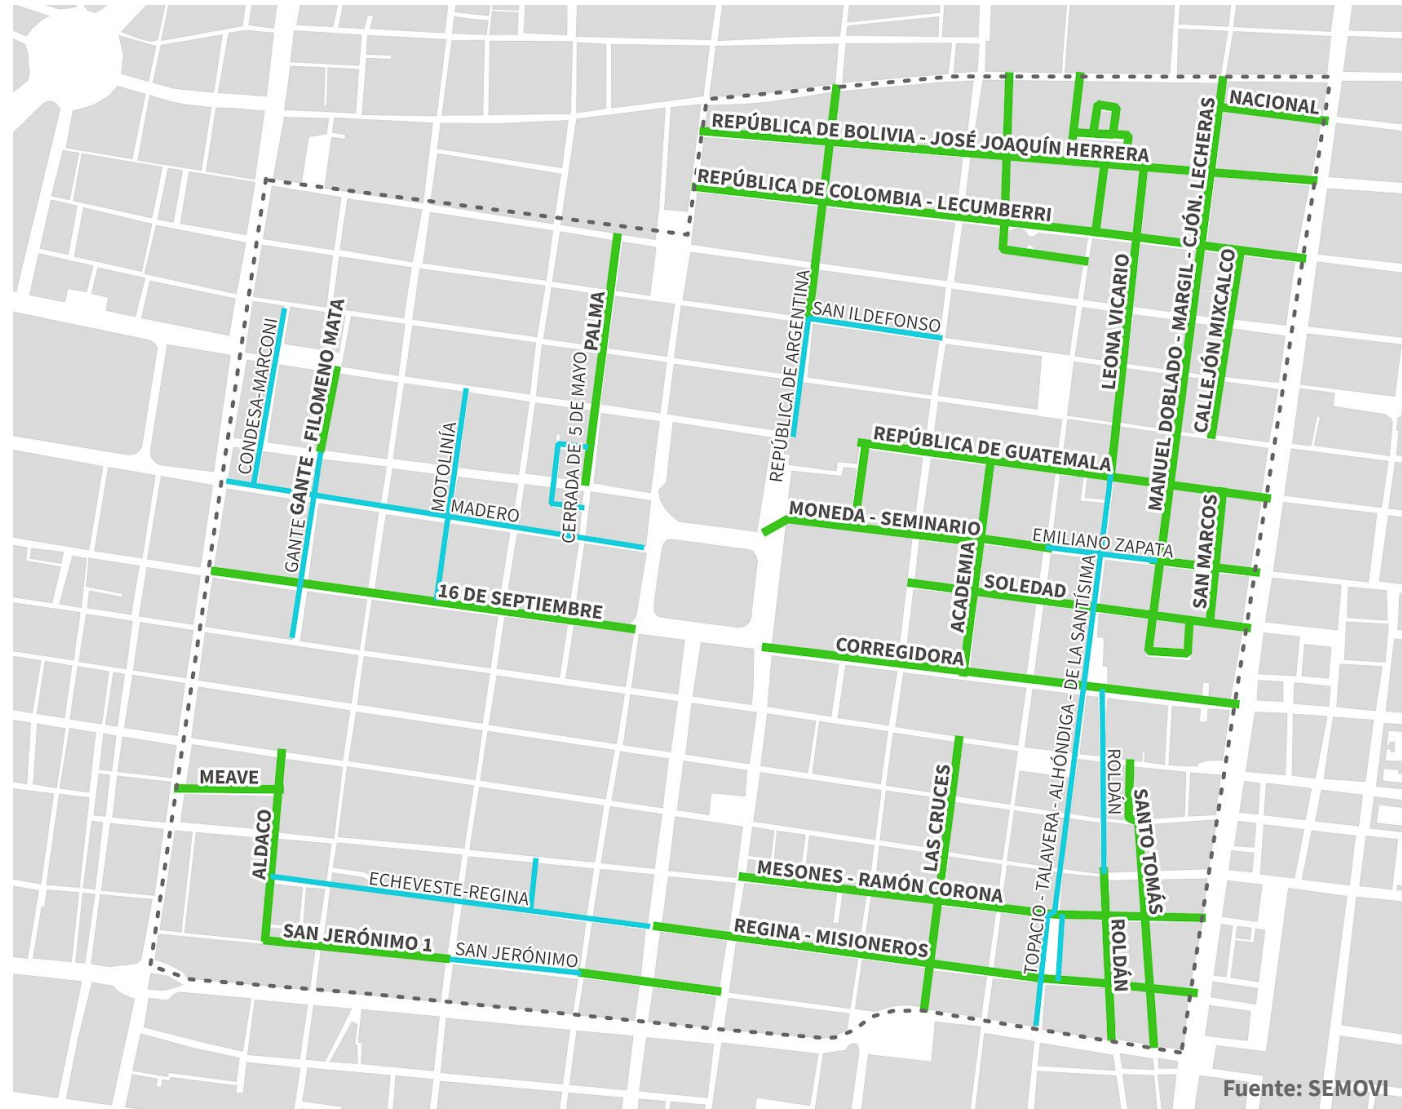 NACIONAL
REPÚBLICA DE BOLIVIA - JOSÉ JOAQUÍN HERRERA
REPÚBLICA DE COLOMBIA - LECUMBERRI
MANUEL DOBLADO - MARGIL - CJÓN. LECHERAS
LEONA VICARIO
CALLEJÓN MIXCALCO
PALMA
REPÚBLICA DE ARGENTINA
SAN ILDEFONSO
CONDESA-MARCONI
GANTE - FILOMENO MATA
MOTOLINÍA
CERRADA DE 5 DE MAYO
REPÚBLICA DE GUATEMALA
MADERO
MONEDA - SEMINARIO
EMILIANO ZAPATA
SAN MARCOS
GANTE
ACADEMIA
SOLEDAD
16 DE SEPTIEMBRE
CORREGIDORA
TOPACIO - TALAVERA - ALHÓNDIGA - DE LA SANTÍSIMA
MEAVE
ALDACO
LAS CRUCES
ROLDÁN
SANTO TOMÁS
ECHEVESTE-REGINA
MESONES - RAMÓN CORONA
SAN JERÓNIMO 1
SAN JERÓNIMO
REGINA - MISIONEROS
ROLDÁN
Fuente: SEMOVI